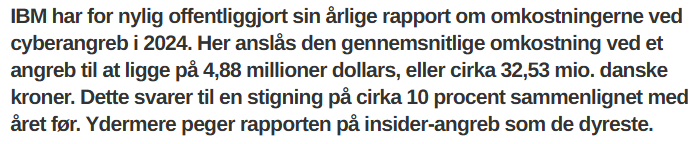 IBM har for nylig offentliggjort sin årlige rapport om omkostningerne ved
cyberangreb i 2024. Her anslås den gennemsnitlige omkostning ved et
angreb til at ligge på 4,88 millioner dollars, eller cirka 32,53 mio. danske
kroner. Dette svarer til en stigning på cirka 10 procent sammenlignet med
året før. Ydermere peger rapporten på insider-angreb som de dyreste.